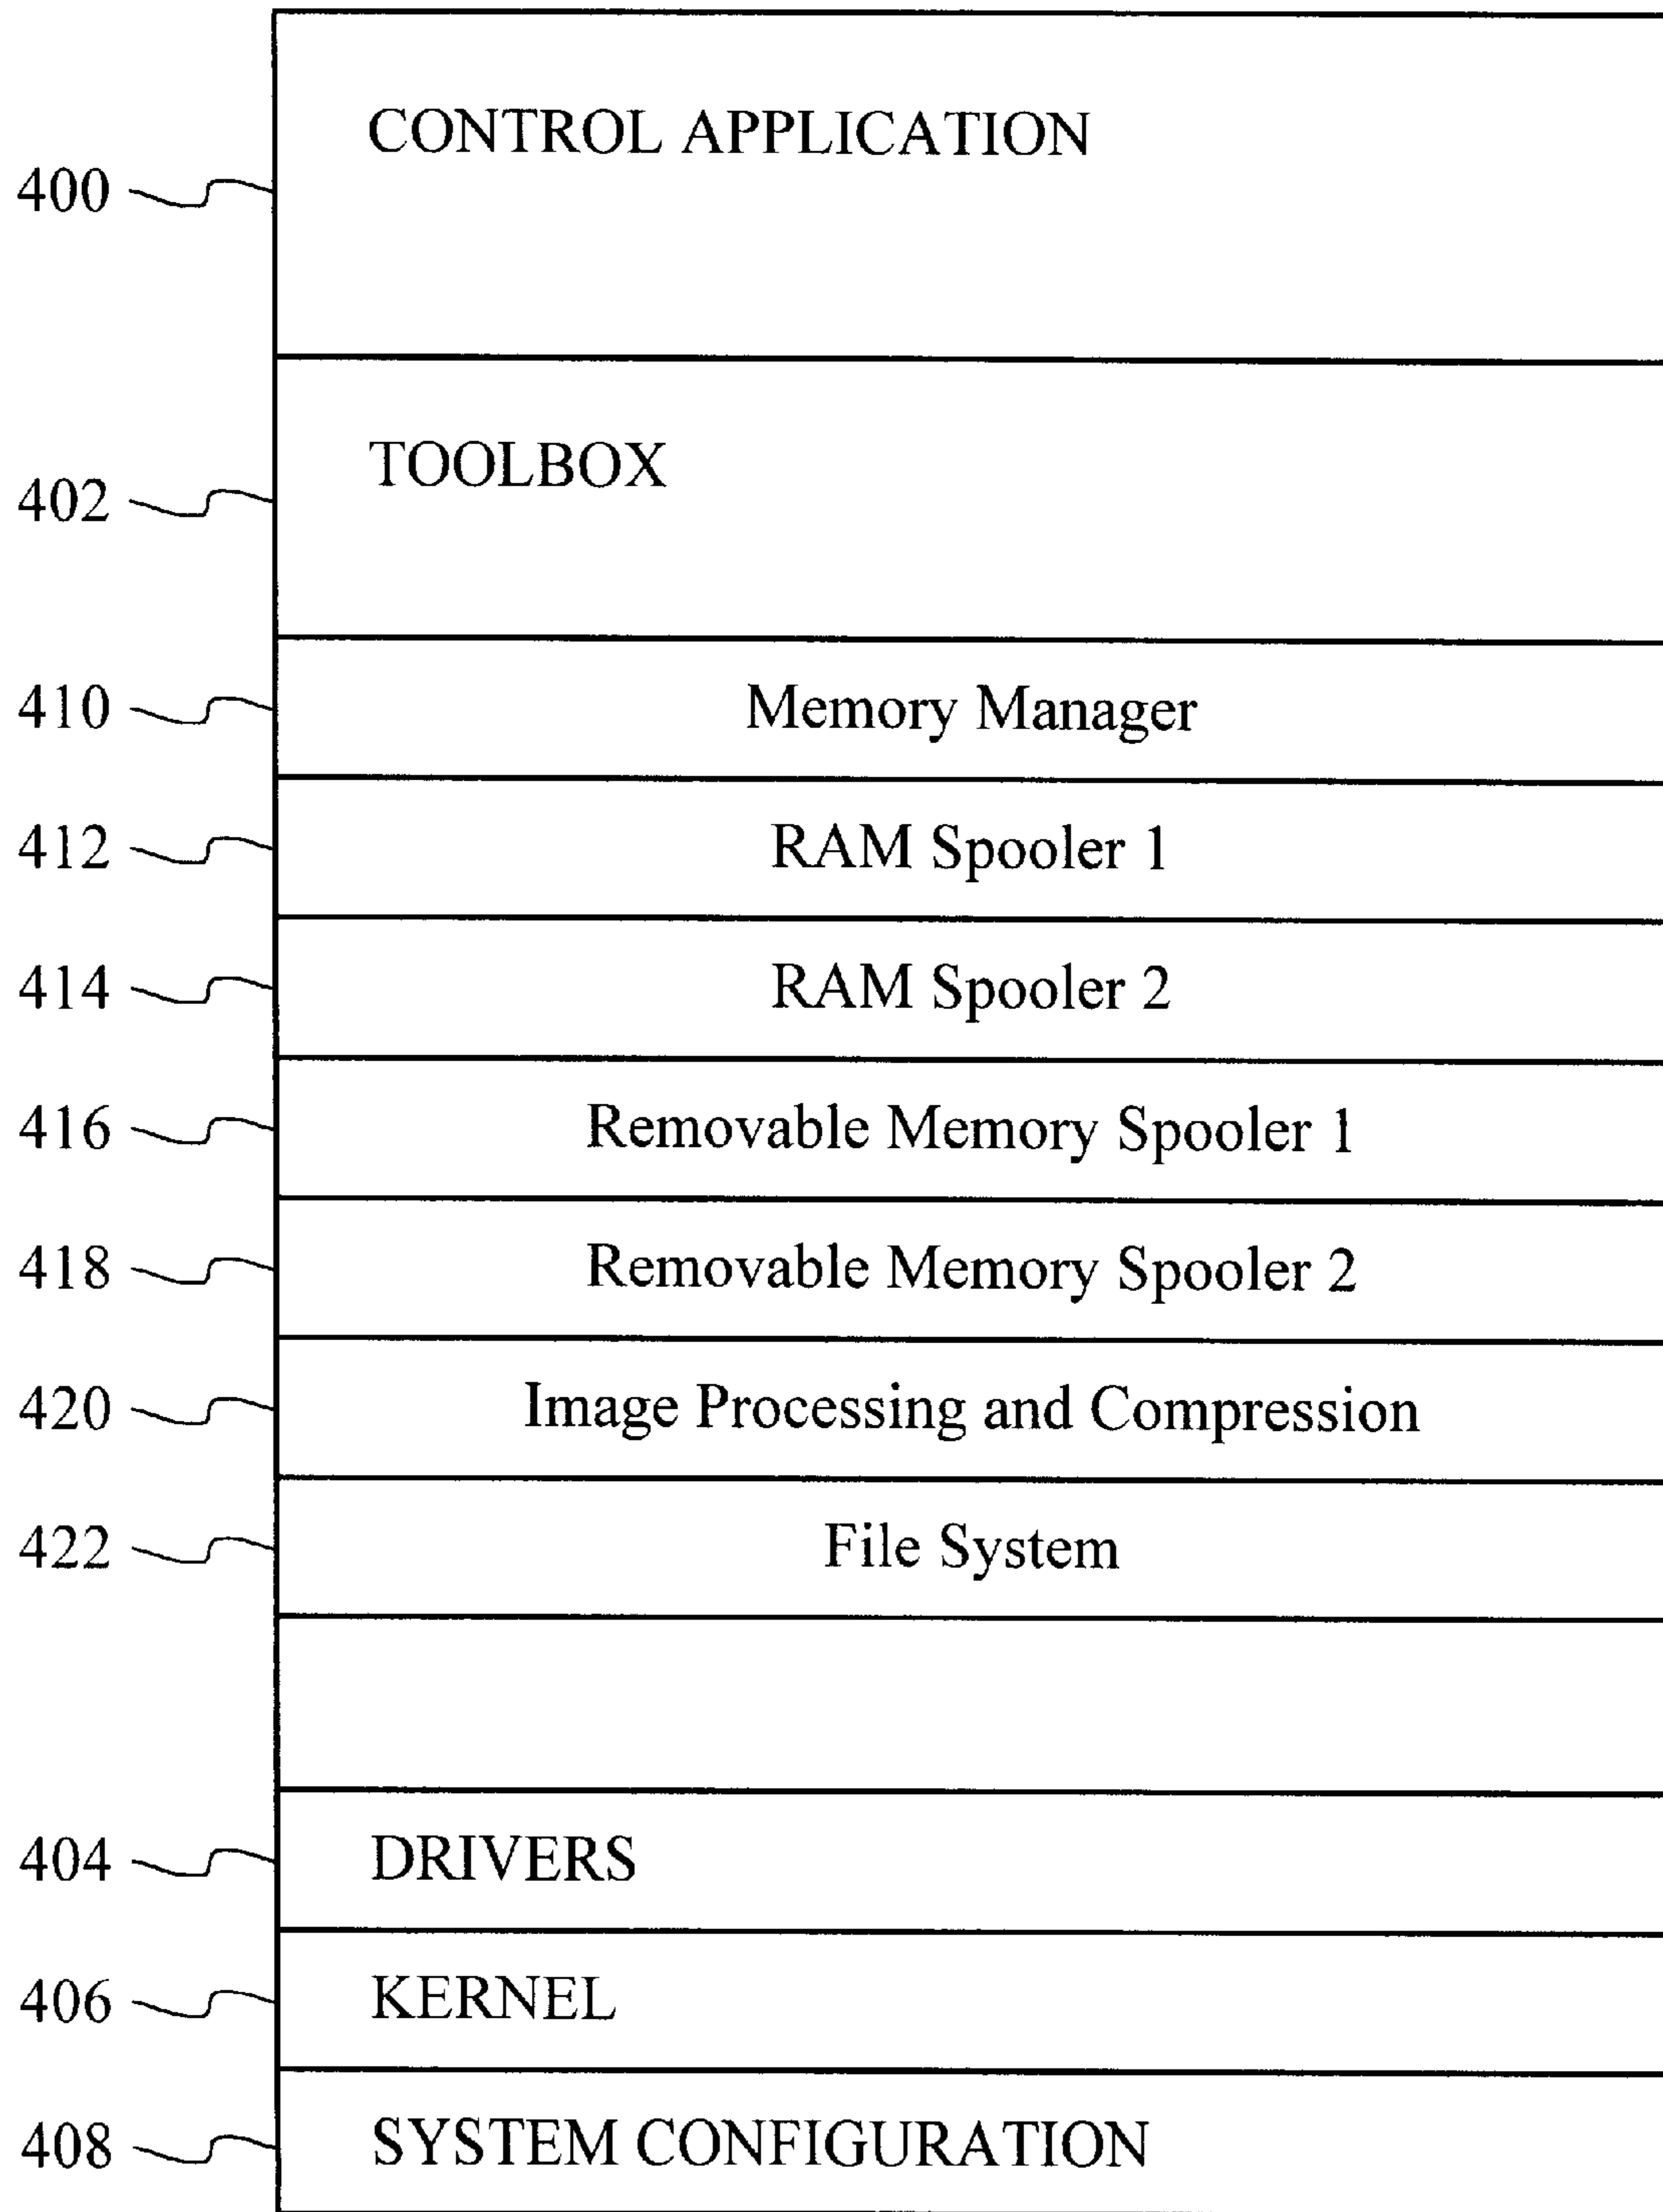 400 CONTROL APPLICATION
402 TOOLBOX
410 Memory Manager
412 RAM Spooler 1
414 RAM Spooler 2
416 Removable Memory Spooler 1
418 Removable Memory Spooler 2
420 Image Processing and Compression
422 File System
404 DRIVERS
406 KERNEL
408 SYSTEM CONFIGURATION